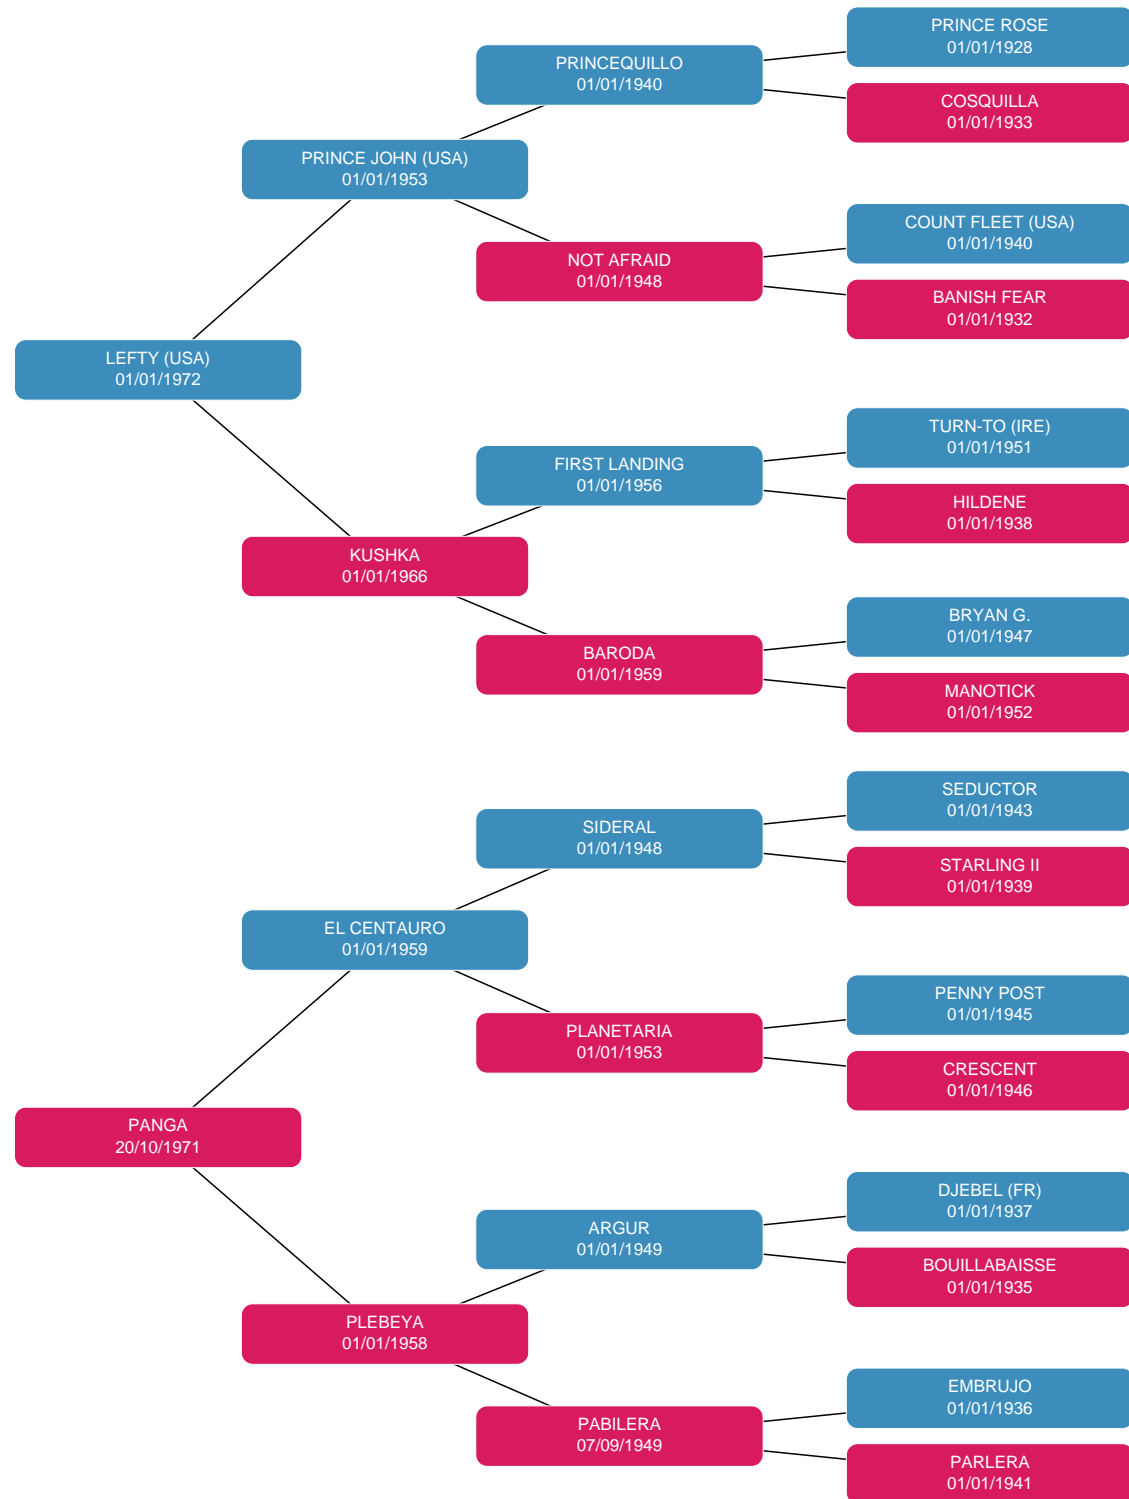 PRINCE ROSE
01/01/1928
PRINCEQUILLO
01/01/1940
COSQUILLA
01/01/1933
PRINCE JOHN (USA)
01/01/1953
COUNT FLEET (USA)
01/01/1940
NOT AFRAID
01/01/1948
BANISH FEAR
01/01/1932
LEFTY (USA)
01/01/1972
TURN-TO (IRE)
01/01/1951
FIRST LANDING
01/01/1956
HILDENE
01/01/1938
KUSHKA
01/01/1966
BRYAN G.
01/01/1947
BARODA
01/01/1959
MANOTICK
01/01/1952
SEDUCTOR
01/01/1943
SIDERAL
01/01/1948
STARLING II
01/01/1939
EL CENTAURO
01/01/1959
PENNY POST
01/01/1945
PLANETARIA
01/01/1953
CRESCENT
01/01/1946
PANGA
20/10/1971
DJEBEL (FR)
01/01/1937
ARGUR
01/01/1949
BOUILLABAISSE
01/01/1935
PLEBEYA
01/01/1958
EMBRUJO
01/01/1936
PABILERA
07/09/1949
PARLERA
01/01/1941